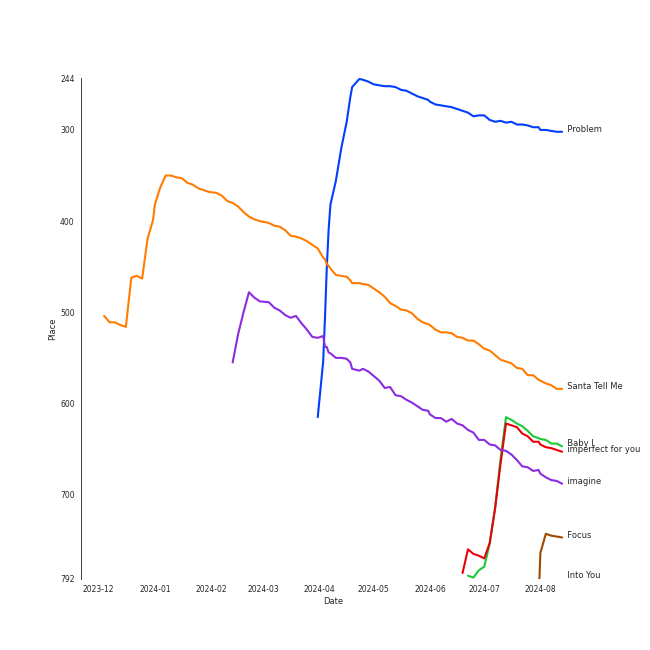 244
300
400
500
600
700
792
Place
2023-12
2024-01
2024-02
2024-03
2024-04
2024-05
2024-06
2024-07
2024-08
Date
Problem
Santa Tell Me
Baby I
imperfect for you
imagine
Focus
Into You